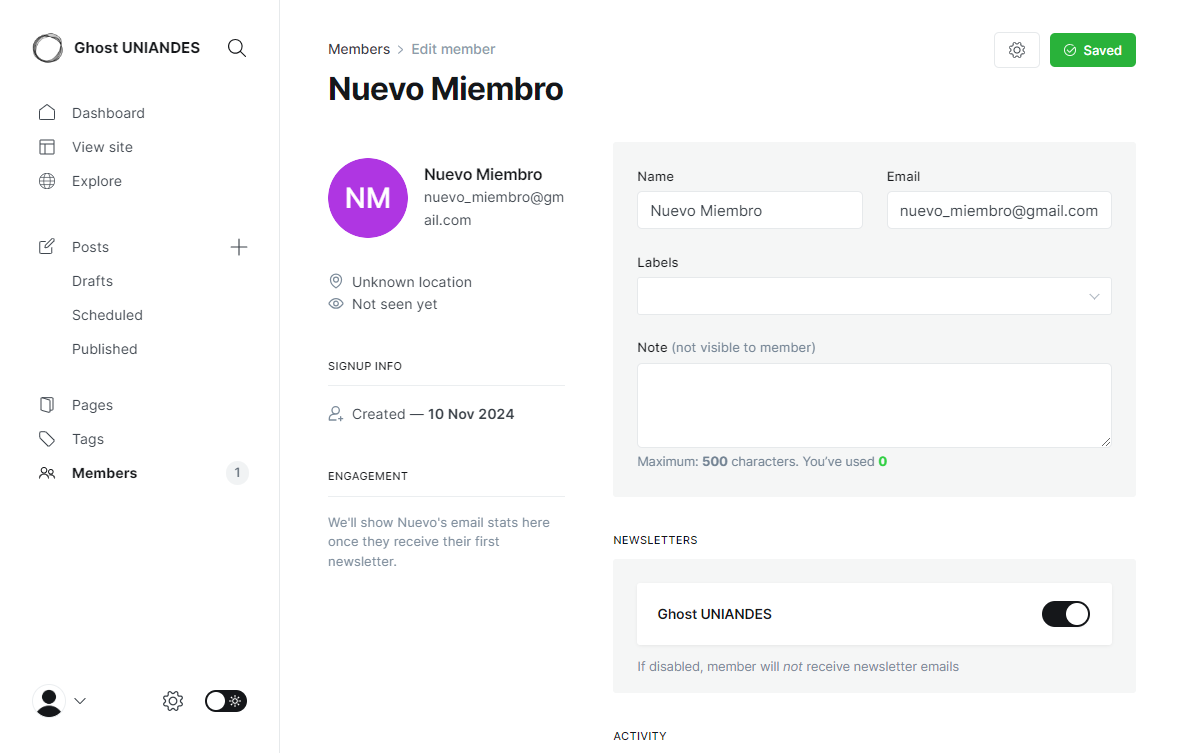 Ghost UNIANDES
Dashboard
View site
Explore
Posts
Drafts
Scheduled
Published
Pages
Tags
Members 1
Members > Edit member
Saved
Nuevo Miembro
NM
Nuevo Miembro
nuevo_miembro@gm
ail.com
Unknown location
Not seen yet
SIGNUP INFO
Created — 10 Nov 2024
ENGAGEMENT
We'll show Nuevo's email stats here
once they receive their first
newsletter.
Name
Nuevo Miembro
Email
nuevo_miembro@gmail.com
Labels
Note (not visible to member)
Maximum: 500 characters. You've used 0
NEWSLETTERS
Ghost UNIANDES
If disabled, member will not receive newsletter emails
ACTIVITY